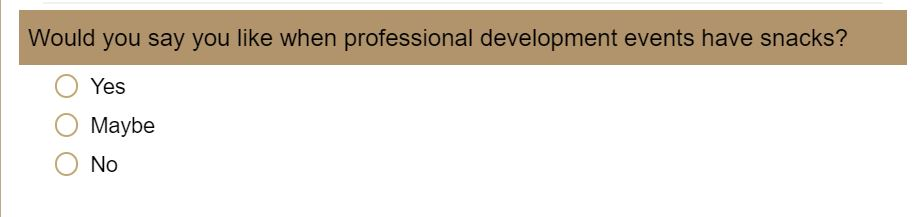 Would you say you like when professional development events have snacks?
Yes
Maybe
No